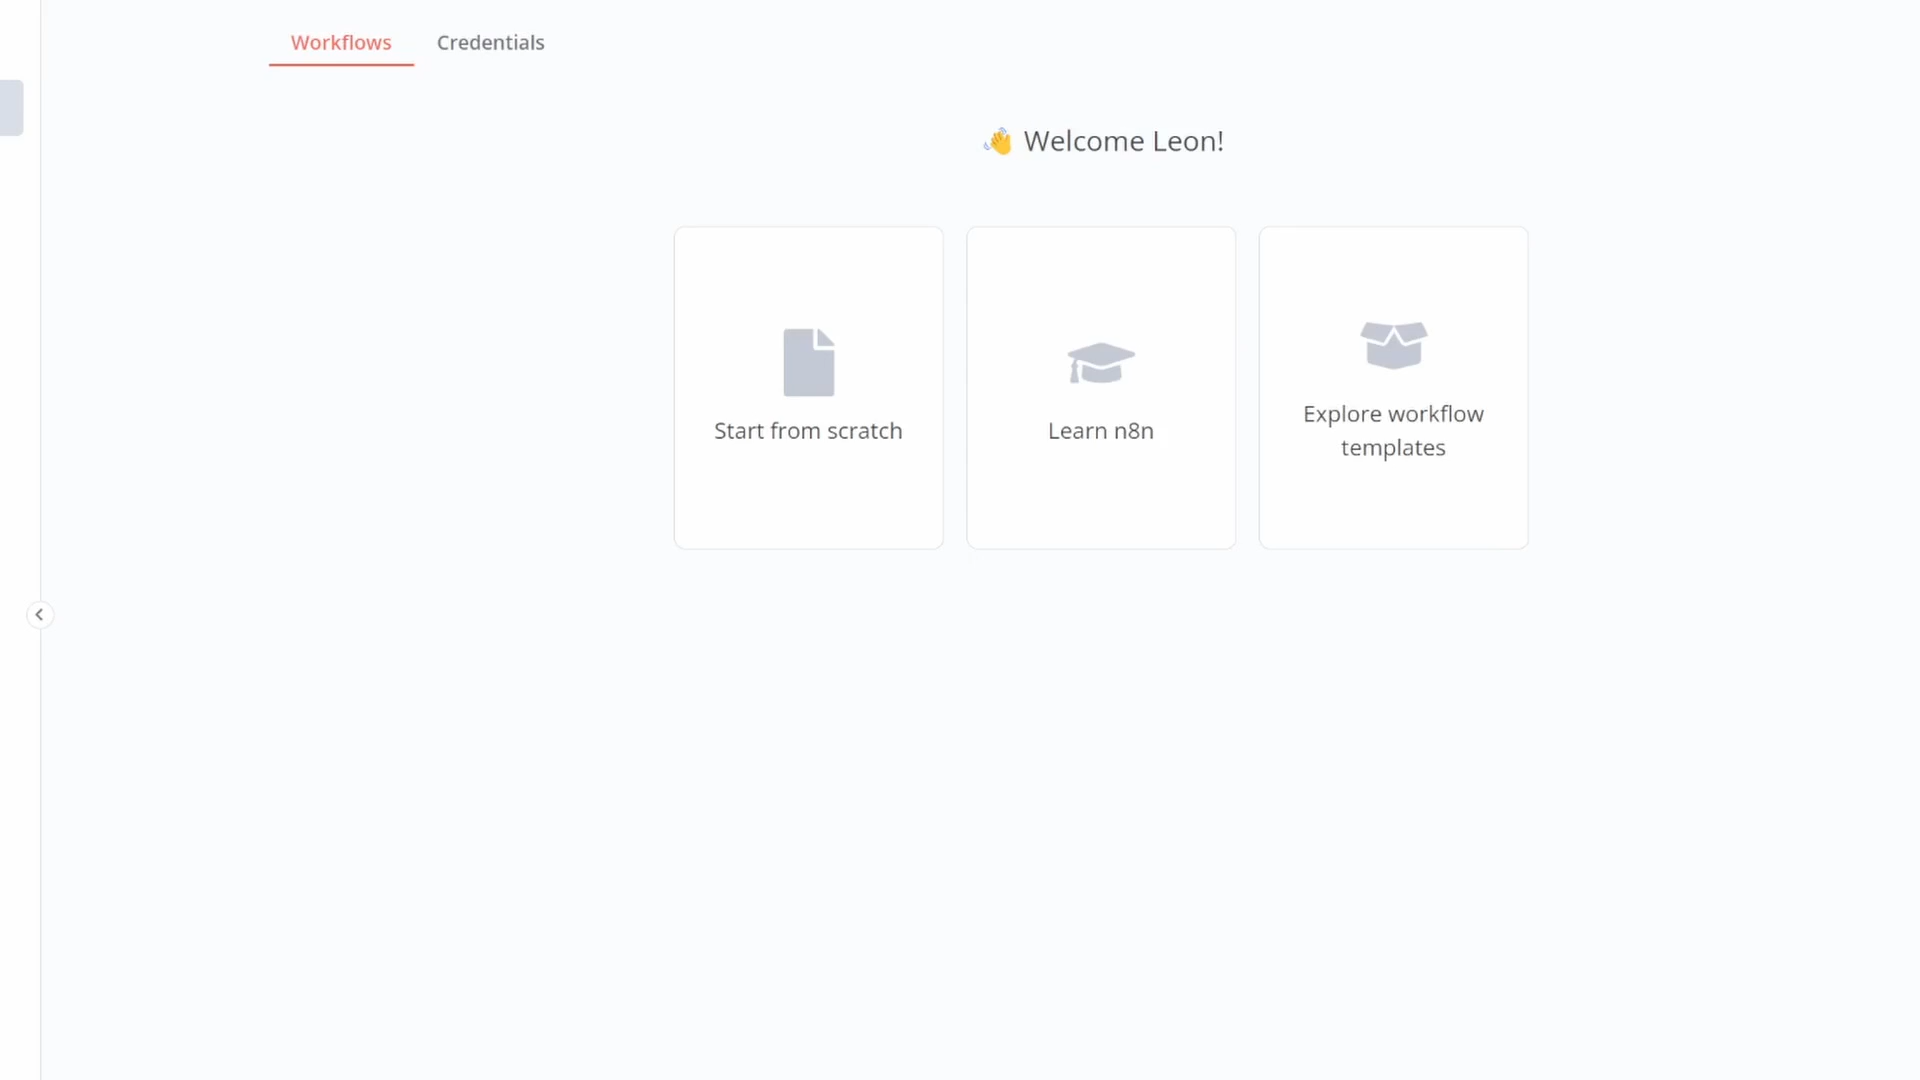 Workflows
Credentials
👋 Welcome Leon!
Start from scratch
Learn n8n
Explore workflow
templates